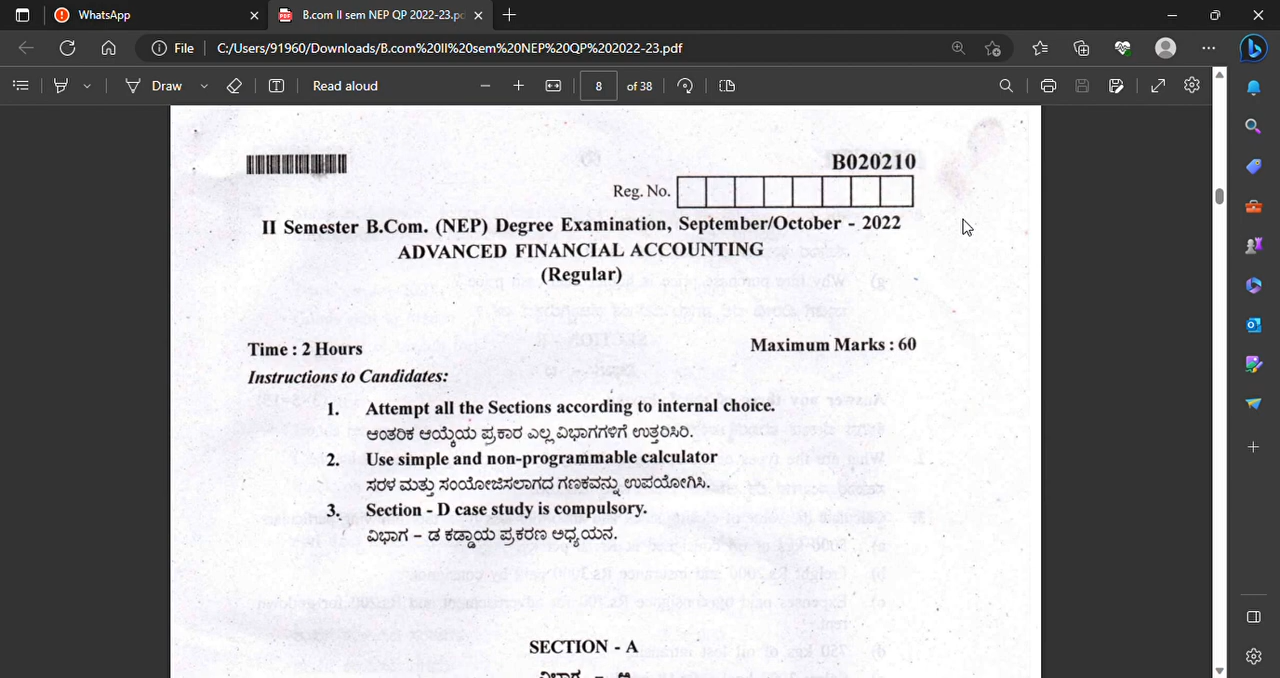 WhatsApp
B.com II sem NEP QP 2022-23.pd
File
C:/Users/91960/Downloads/B.com%20II%20sem%20NEP%20QP%202022-23.pdf
Draw
Read aloud
8
of 38
B020210
Reg. No.
II Semester B.Com. (NEP) Degree Examination, September/October - 2022
ADVANCED FINANCIAL ACCOUNTING
(Regular)
Time : 2 Hours
Maximum Marks : 60
Instructions to Candidates:
1. Attempt all the Sections according to internal choice.
ಆಂತರಿಕ ಆಯ್ಕೆಯ ಪ್ರಕಾರ ಎಲ್ಲ ವಿಭಾಗಗಳಿಗೆ ಉತ್ತರಿಸಿರಿ.
2. Use simple and non-programmable calculator
ಸರಳ ಮತ್ತು ಸಂಯೋಜಿಸಲಾಗದ ಗಣಕವನ್ನು ಉಪಯೋಗಿಸಿ.
3. Section - D case study is compulsory.
ವಿಭಾಗ – ಡ ಕಡ್ಡಾಯ ಪ್ರಕರಣ ಅಧ್ಯಯನ.
SECTION - A
ವಿಭಾಗ – ಅ